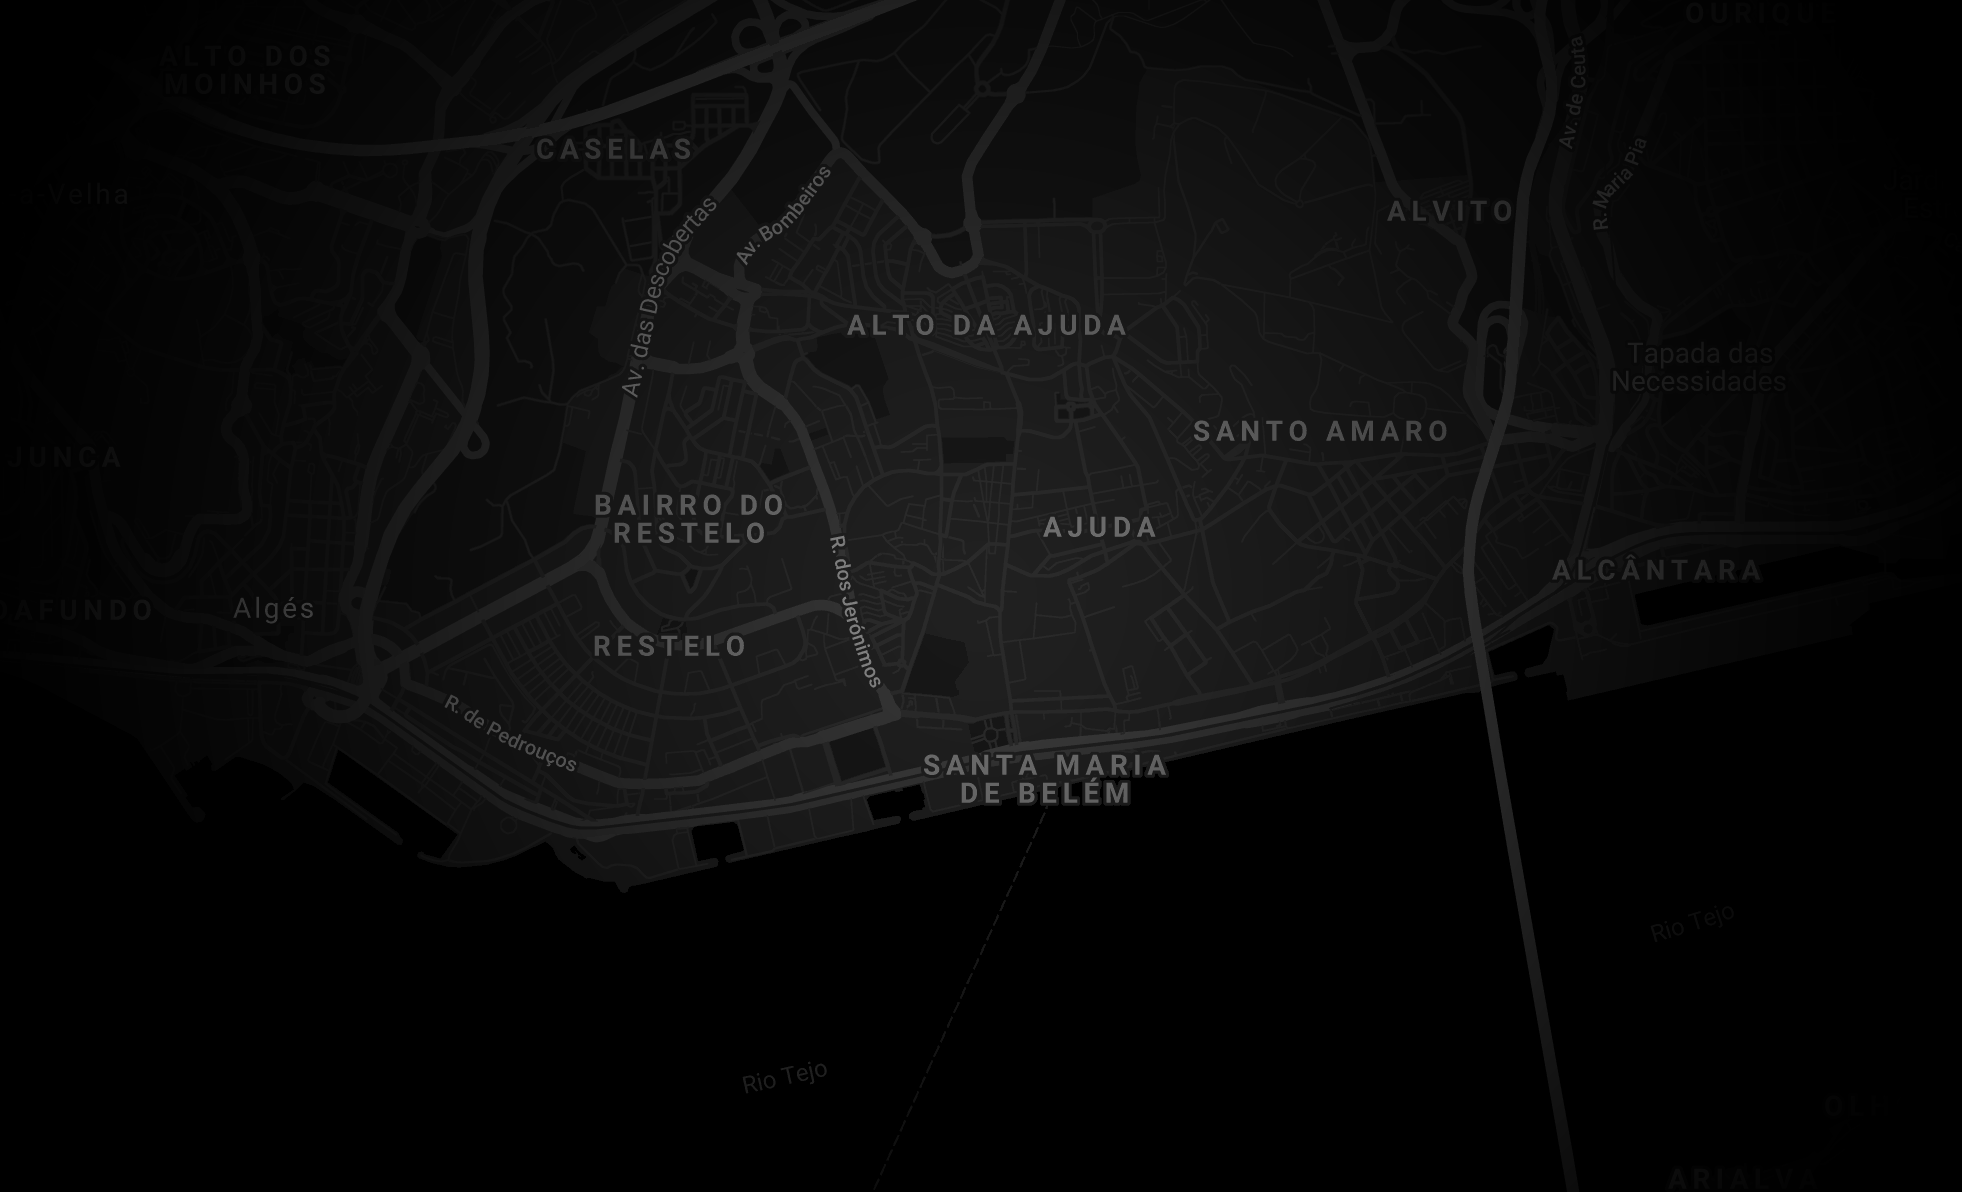 ALTO DOS
MOINHOS
CASELAS
Av. Bombeiros
Av. das Descobertas
ALVITO
Av. de Ceuta
R. Maria Pia
ALTO DA AJUDA
Tapada das
Necessidades
SANTO AMARO
JUNCA
BAIRRO DO
RESTELO
AJUDA
R. dos Jerónimos
ALCÂNTARA
DAFUNDO
Algés
RESTELO
R. de Pedrouços
SANTA MARIA
DE BELÉM
Rio Tejo
Rio Tejo